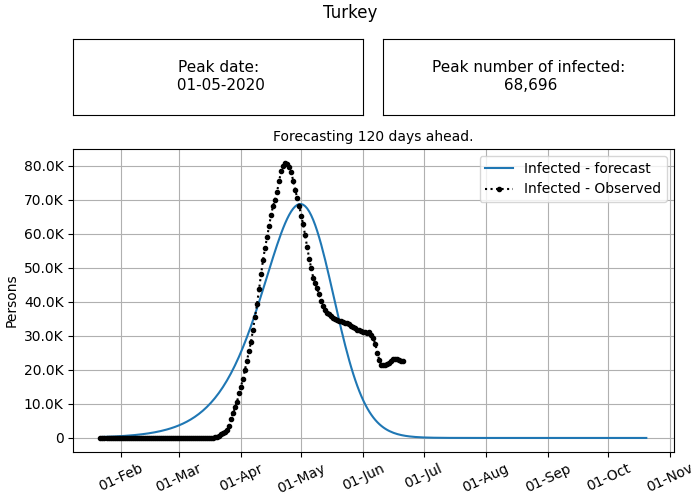 Turkey
Peak date:
01-05-2020
Peak number of infected:
68,696
Forecasting 120 days ahead.
Infected - forecast
Infected - Observed
Persons
80.0K
70.0K
60.0K
50.0K
40.0K
30.0K
20.0K
10.0K
0
01-Feb
01-Mar
01-Apr
01-May
01-Jun
01-Jul
01-Aug
01-Sep
01-Oct
01-Nov